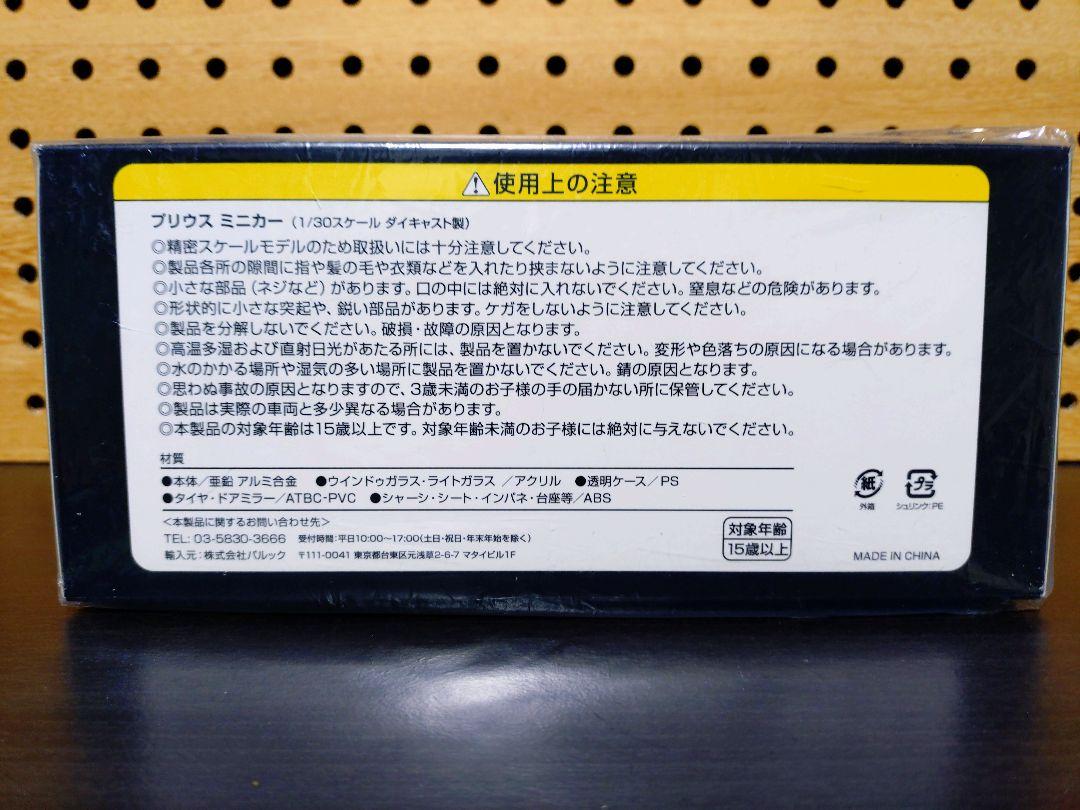 使用上の注意
プリウス ミニカー (1/30スケール ダイキャスト製)
◎精密スケールモデルのため取扱いには十分注意してください。
◎製品各所の隙間に指や髪の毛や衣類などを入れたり挟まないように注意してください。
◎小さな部品(ネジなど)があります。口の中には絶対に入れないでください。窒息などの危険があります。
◎形状的に小さな突起や、鋭い部品があります。ケガをしないように注意してください。
◎製品を分解しないでください。破損・故障の原因となります。
◎高温多湿および直射日光があたる所には、製品を置かないでください。変形や色落ちの原因になる場合があります。
◎水のかかる場所や湿気の多い場所に製品を置かないでください。錆の原因となります。
◎思わぬ事故の原因となりますので、3歳未満のお子様の手の届かない所に保管してください。
◎製品は実際の車両と多少異なる場合があります。
◎本製品の対象年齢は15歳以上です。対象年齢未満のお子様には絶対に与えないでください。
材質
●本体/亜鉛 アルミ合金 ●ウインドゥガラス・ライトガラス /アクリル ●透明ケース/PS
●タイヤ・ドアミラー/ATBC-PVC ●シャーシ・シート・インパネ・台座等/ABS
紙
外箱
プラ
シュリンク:PE
<本製品に関するお問い合わせ先>
TEL: 03-5830-3666 受付時間:平日10:00〜17:00(土日・祝日・年末年始を除く)
輸入元:株式会社パルック 〒111-0041 東京都台東区元浅草2-6-7 マタイビル1F
対象年齢
15歳以上
MADE IN CHINA